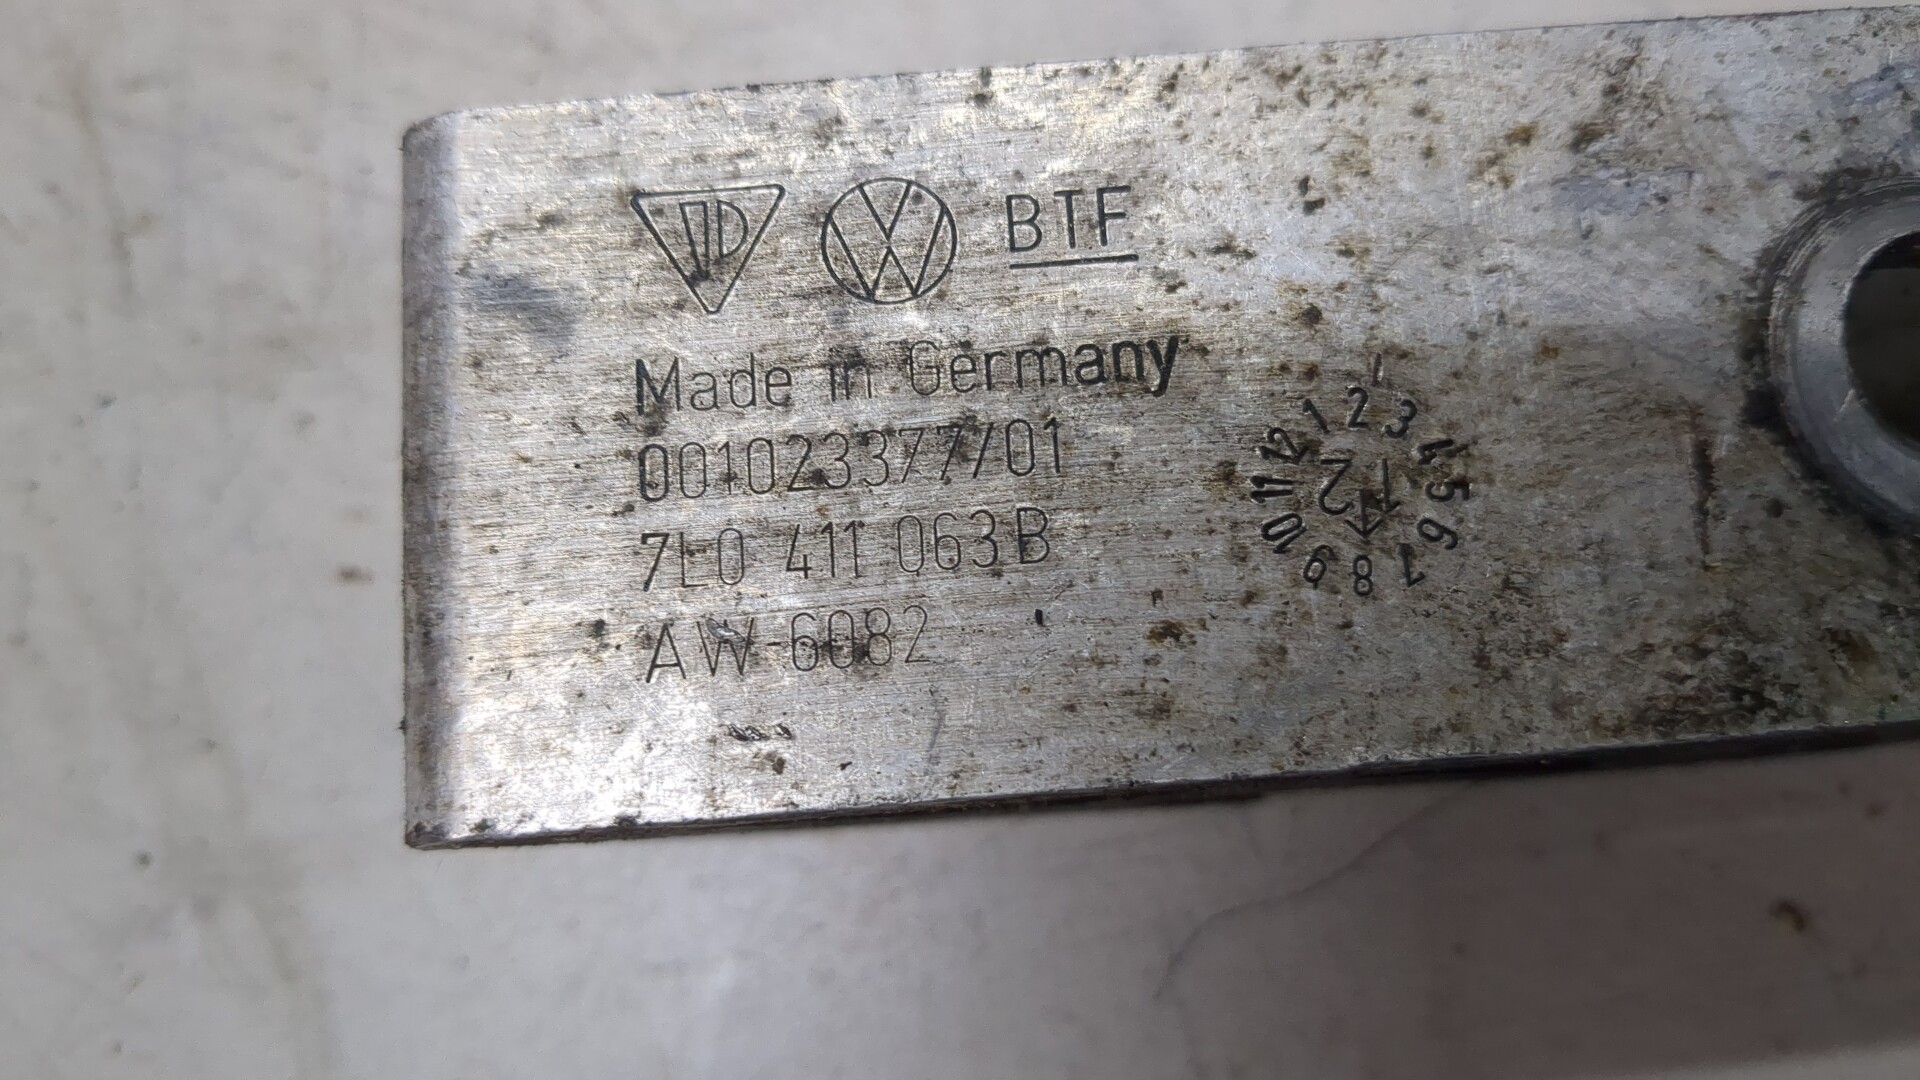 BTF
Made in Germany
001023377/01
7L0 411 063B
AW-6082
1 2 3 4 5 6 7 8 9 10 11 12
12